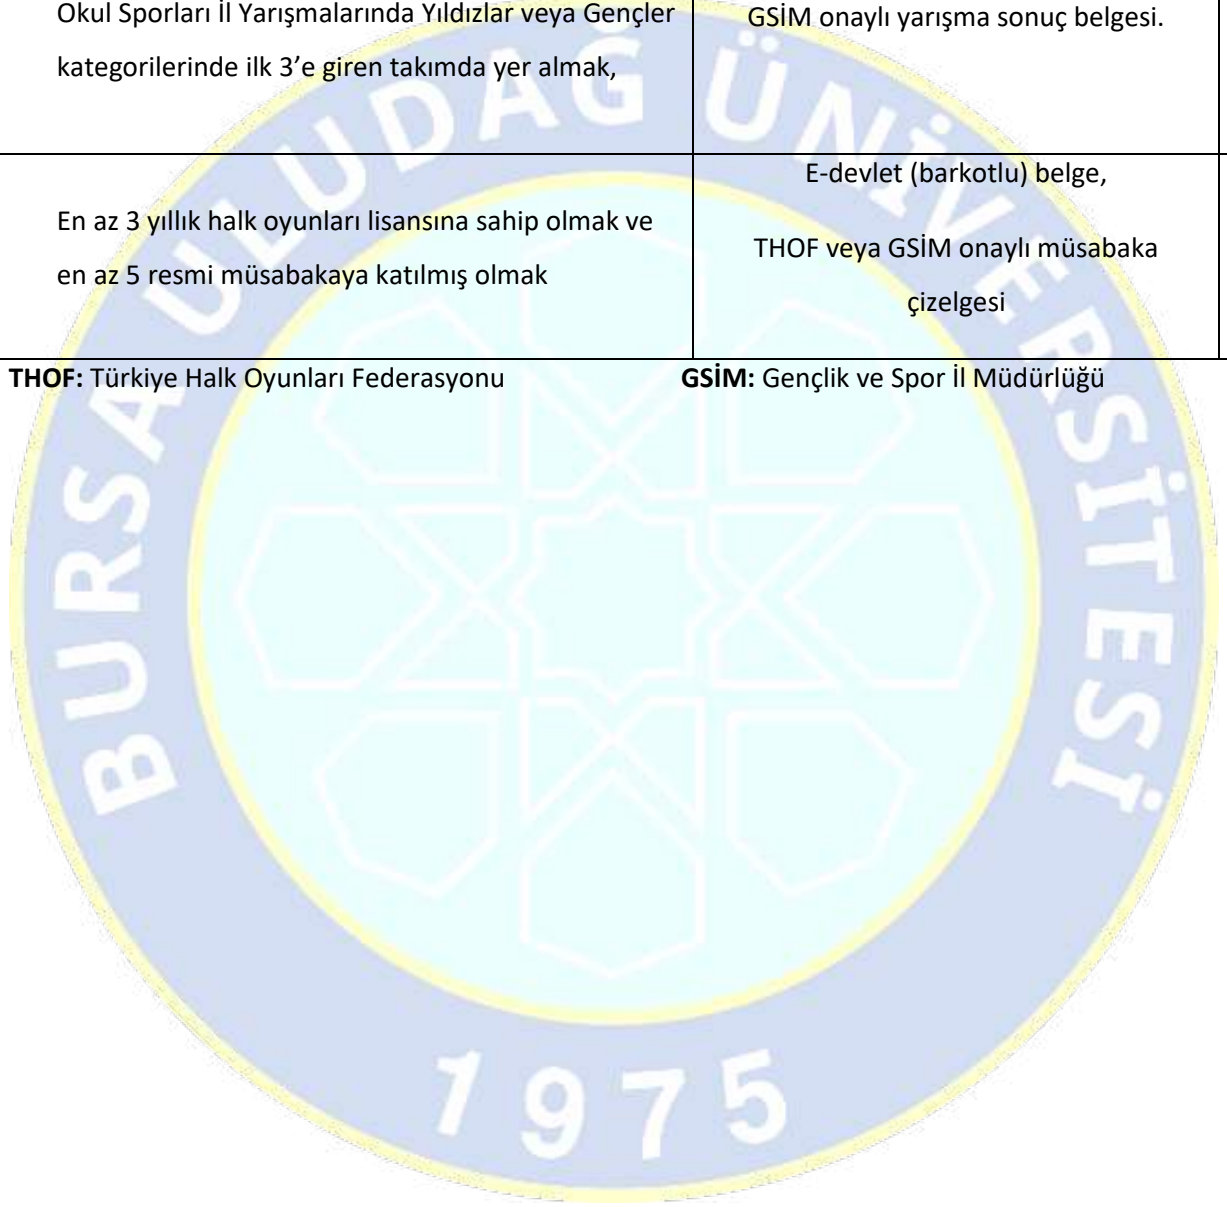 Okul Sporları İl Yarışmalarında Yıldızlar veya Gençler
kategorilerinde ilk 3’e giren takımda yer almak,
GSİM onaylı yarışma sonuç belgesi.
En az 3 yıllık halk oyunları lisansına sahip olmak ve
en az 5 resmi müsabakaya katılmış olmak
E-devlet (barkotlu) belge,
THOF veya GSİM onaylı müsabaka
çizelgesi
THOF: Türkiye Halk Oyunları Federasyonu
GSİM: Gençlik ve Spor İl Müdürlüğü
BURSA ULUDAĞ ÜNİVERSİTESİ
1975